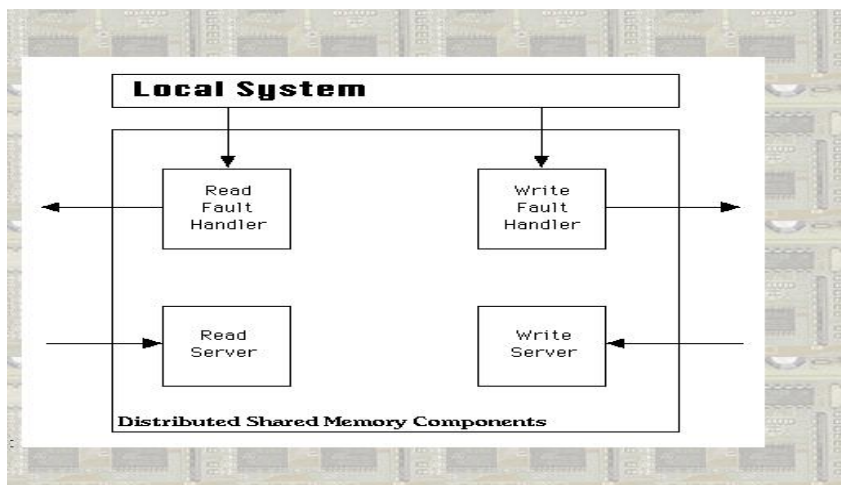 Local System
Read
Fault
Handler
Write
Fault
Handler
Read
Server
Write
Server
Distributed Shared Memory Components